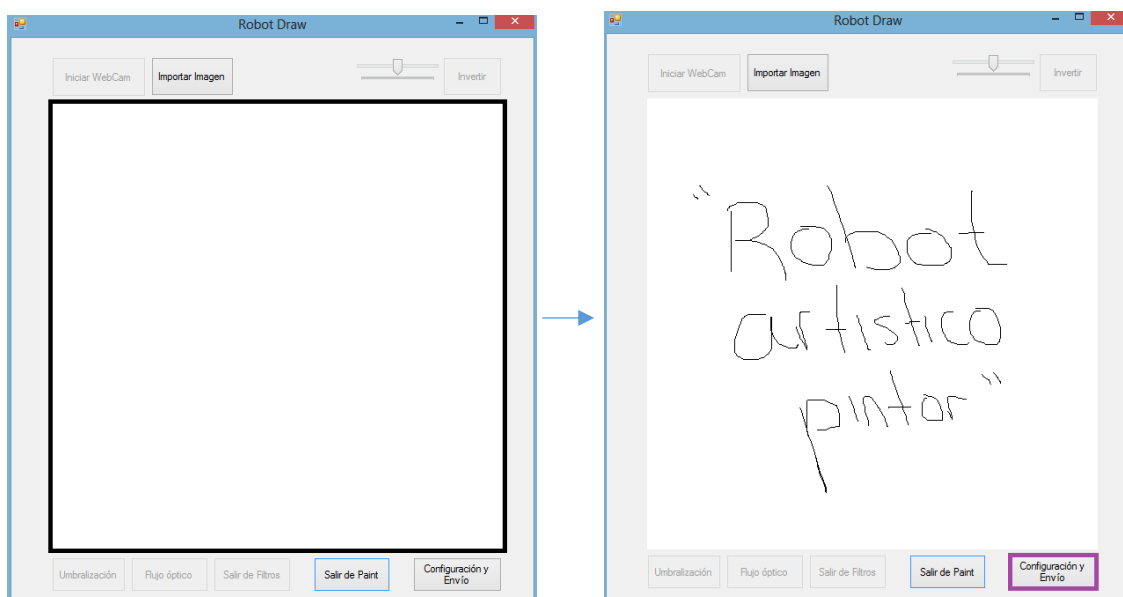 Robot Draw
Iniciar WebCam
Importar Imagen
Invertir
Umbralización
Flujo óptico
Salir de Filtros
Salir de Paint
Configuración y
Envío
Robot Draw
Iniciar WebCam
Importar Imagen
Invertir
"Robot
artistico
pintor"
Umbralización
Flujo óptico
Salir de Filtros
Salir de Paint
Configuración y
Envío